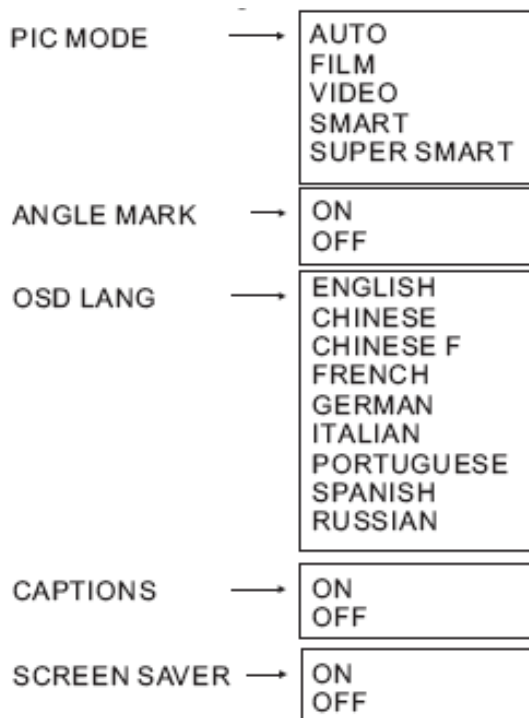 PIC MODE
AUTO
FILM
VIDEO
SMART
SUPER SMART
ANGLE MARK
ON
OFF
OSD LANG
ENGLISH
CHINESE
CHINESE F
FRENCH
GERMAN
ITALIAN
PORTUGUESE
SPANISH
RUSSIAN
CAPTIONS
ON
OFF
SCREEN SAVER
ON
OFF